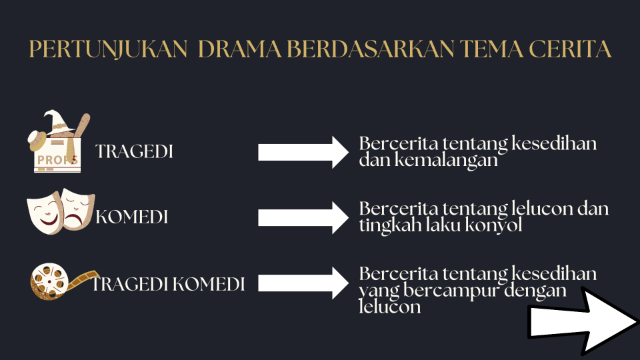 PERTUNJUKAN DRAMA BERDASARKAN TEMA CERITA
PROPS
TRAGEDI
Bercerita tentang kesedihan
dan kemalangan
KOMEDI
Bercerita tentang lelucon dan
tingkah laku konyol
TRAGEDI KOMEDI
Bercerita tentang kesedihan
yang bercampur dengan
lelucon